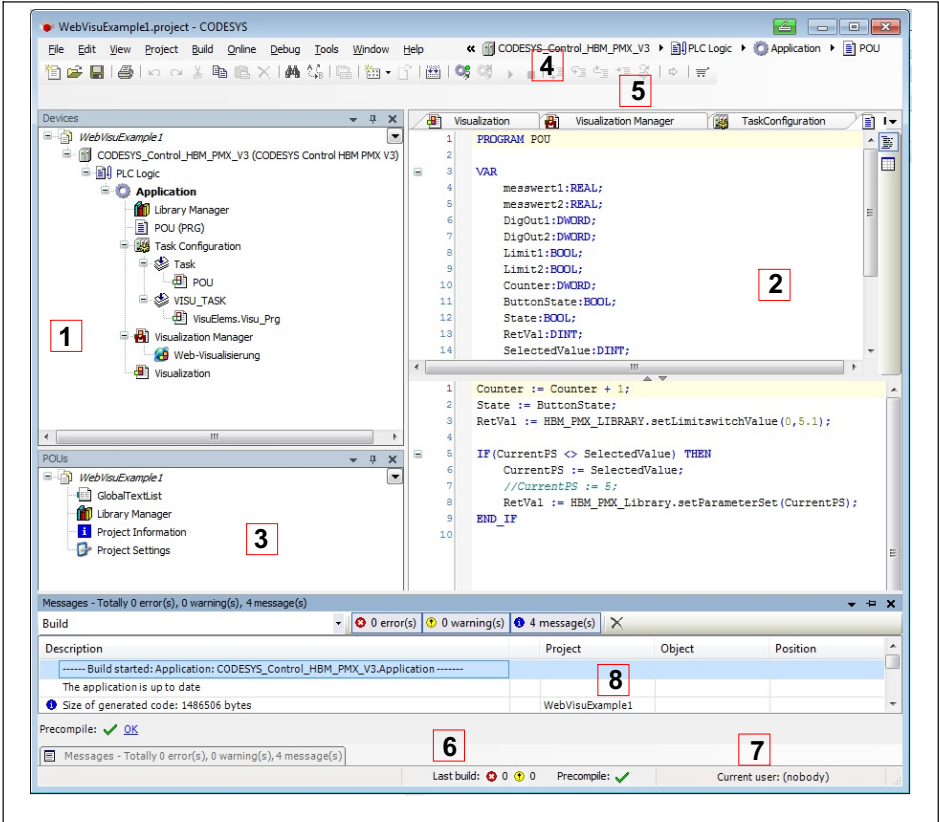 WebVisuExample1.project - CODESYS
File Edit View Project Build Online Debug Tools Window Help
CODESYS_Control_HBM_PMX_V3 PLC Logic Application POU
4
5
Devices
WebVisuExample1
CODESYS_Control_HBM_PMX_V3 (CODESYS Control HBM PMX V3)
PLC Logic
Application
Library Manager
POU (PRG)
Task Configuration
Task
POU
VISU_TASK
VisuElems.Visu_Prg
Visualization Manager
Web-Visualisierung
Visualization
1
POUs
WebVisuExample1
GlobalTextList
Library Manager
Project Information
Project Settings
3
Visualization Visualization Manager TaskConfiguration
1 PROGRAM POU
2
3 VAR
4 messwert1:REAL;
5 messwert2:REAL;
6 DigOut1:DWORD;
7 DigOut2:DWORD;
8 Limit1:BOOL;
9 Limit2:BOOL;
10 Counter:DWORD;
11 ButtonState:BOOL;
12 State:BOOL;
13 RetVal:DINT;
14 SelectedValue:DINT;
2
1 Counter := Counter + 1;
2 State := ButtonState;
3 RetVal := HBM_PMX_LIBRARY.setLimitswitchValue(0,5.1);
4
5 IF(CurrentPS <> SelectedValue) THEN
6 CurrentPS := SelectedValue;
7 //CurrentPS := 5;
8 RetVal := HBM_PMX_Library.setParameterSet(CurrentPS);
9 END_IF
10
Messages - Totally 0 error(s), 0 warning(s), 4 message(s)
Build 0 error(s) 0 warning(s) 4 message(s)
Description Project Object Position
------ Build started: Application: CODESYS_Control_HBM_PMX_V3.Application -------
The application is up to date
Size of generated code: 1486506 bytes WebVisuExample1
8
Precompile: OK
Messages - Totally 0 error(s), 0 warning(s), 4 message(s)
6
7
Last build: 0 0 Precompile: Current user: (nobody)